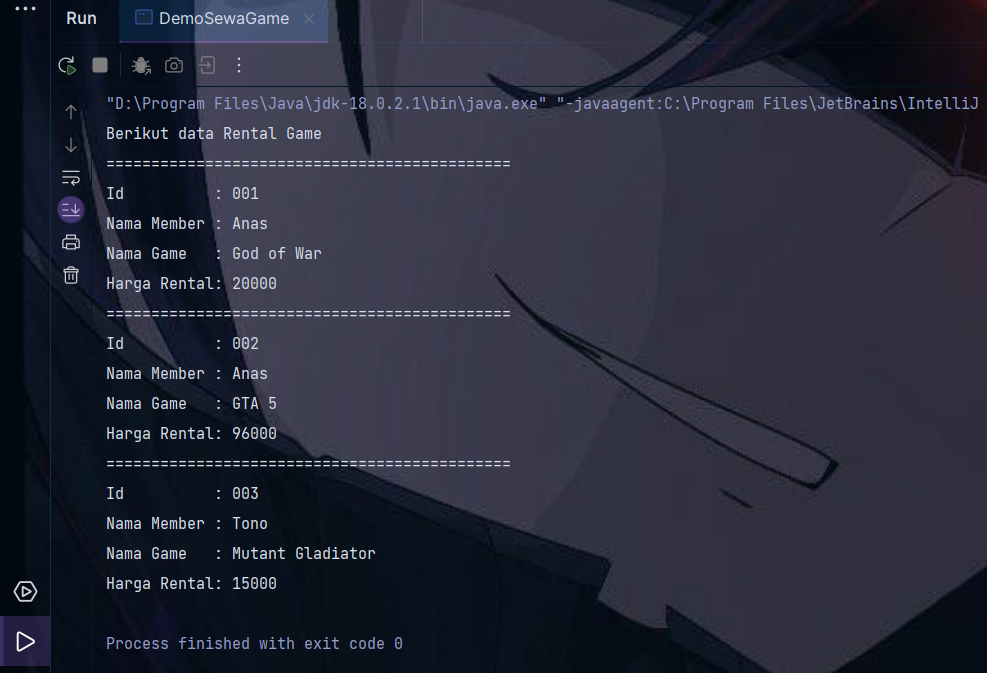 Run DemoSewaGame
"D:\Program Files\Java\jdk-18.0.2.1\bin\java.exe" "-javaagent:C:\Program Files\JetBrains\IntelliJ
Berikut data Rental Game
=============================================
Id          : 001
Nama Member : Anas
Nama Game   : God of War
Harga Rental: 20000
=============================================
Id          : 002
Nama Member : Anas
Nama Game   : GTA 5
Harga Rental: 96000
=============================================
Id          : 003
Nama Member : Tono
Nama Game   : Mutant Gladiator
Harga Rental: 15000
Process finished with exit code 0